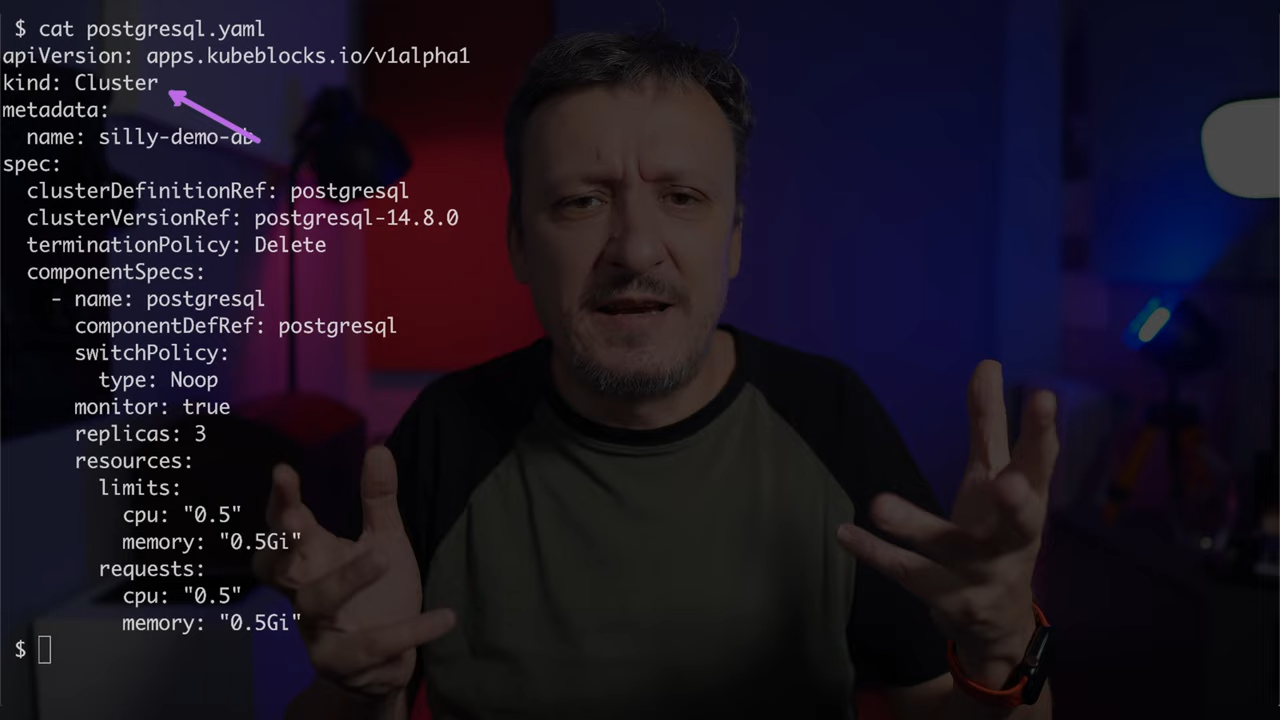 $ cat postgresql.yaml
apiVersion: apps.kubeblocks.io/v1alpha1
kind: Cluster
metadata:
  name: silly-demo-ab
spec:
  clusterDefinitionRef: postgresql
  clusterVersionRef: postgresql-14.8.0
  terminationPolicy: Delete
  componentSpecs:
    - name: postgresql
      componentDefRef: postgresql
      switchPolicy:
        type: Noop
      monitor: true
      replicas: 3
      resources:
        limits:
          cpu: "0.5"
          memory: "0.5Gi"
        requests:
          cpu: "0.5"
          memory: "0.5Gi"
$